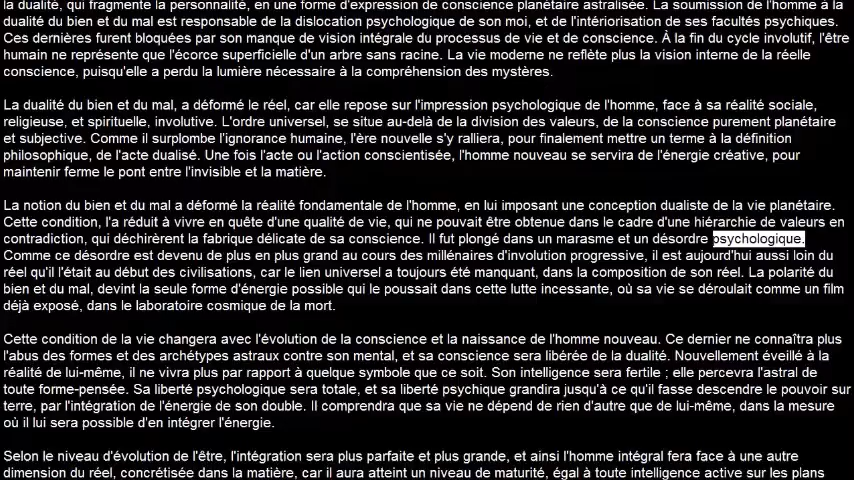 la dualité, qui fragmente la personnalité, en une forme d'expression de conscience planétaire astralisée. La soumission de l'homme à la
dualité du bien et du mal est responsable de la dislocation psychologique de son moi, et de l'intériorisation de ses facultés psychiques.
Ces dernières furent bloquées par son manque de vision intégrale du processus de vie et de conscience. À la fin du cycle involutif, l'être
humain ne représente que l'écorce superficielle d'un arbre sans racine. La vie moderne ne reflète plus la vision interne de la réelle
conscience, puisqu'elle a perdu la lumière nécessaire à la compréhension des mystères.
La dualité du bien et du mal, a déformé le réel, car elle repose sur l'impression psychologique de l'homme, face à sa réalité sociale,
religieuse, et spirituelle, involutive. L'ordre universel, se situe au-delà de la division des valeurs, de la conscience purement planétaire
et subjective. Comme il surplombe l'ignorance humaine, l'ère nouvelle s'y ralliera, pour finalement mettre un terme à la définition
philosophique, de l'acte dualisé. Une fois l'acte ou l'action conscientisée, l'homme nouveau se servira de l'énergie créative, pour
maintenir ferme le pont entre l'invisible et la matière.
La notion du bien et du mal a déformé la réalité fondamentale de l'homme, en lui imposant une conception dualiste de la vie planétaire.
Cette condition, l'a réduit à vivre en quête d'une qualité de vie, qui ne pouvait être obtenue dans le cadre d'une hiérarchie de valeurs en
contradiction, qui déchirèrent la fabrique délicate de sa conscience. Il fut plongé dans un marasme et un désordre psychologique.
Comme ce désordre est devenu de plus en plus grand au cours des millénaires d'involution progressive, il est aujourd'hui aussi loin du
réel qu'il l'était au début des civilisations, car le lien universel a toujours été manquant, dans la composition de son réel. La polarité du
bien et du mal, devint la seule forme d'énergie possible qui le poussait dans cette lutte incessante, où sa vie se déroulait comme un film
déjà exposé, dans le laboratoire cosmique de la mort.
Cette condition de la vie changera avec l'évolution de la conscience et la naissance de l'homme nouveau. Ce dernier ne connaîtra plus
l'abus des formes et des archétypes astraux contre son mental, et sa conscience sera libérée de la dualité. Nouvellement éveillé à la
réalité de lui-même, il ne vivra plus par rapport à quelque symbole que ce soit. Son intelligence sera fertile ; elle percevra l'astral de
toute forme-pensée. Sa liberté psychologique sera totale, et sa liberté psychique grandira jusqu'à ce qu'il fasse descendre le pouvoir sur
terre, par l'intégration de l'énergie de son double. Il comprendra que sa vie ne dépend de rien d'autre que de lui-même, dans la mesure
où il lui sera possible d'en intégrer l'énergie.
Selon le niveau d'évolution de l'être, l'intégration sera plus parfaite et plus grande, et ainsi l'homme intégral fera face à une autre
dimension du réel, concrétisée dans la matière, car il aura atteint un niveau de maturité, égal à toute intelligence active sur les plans